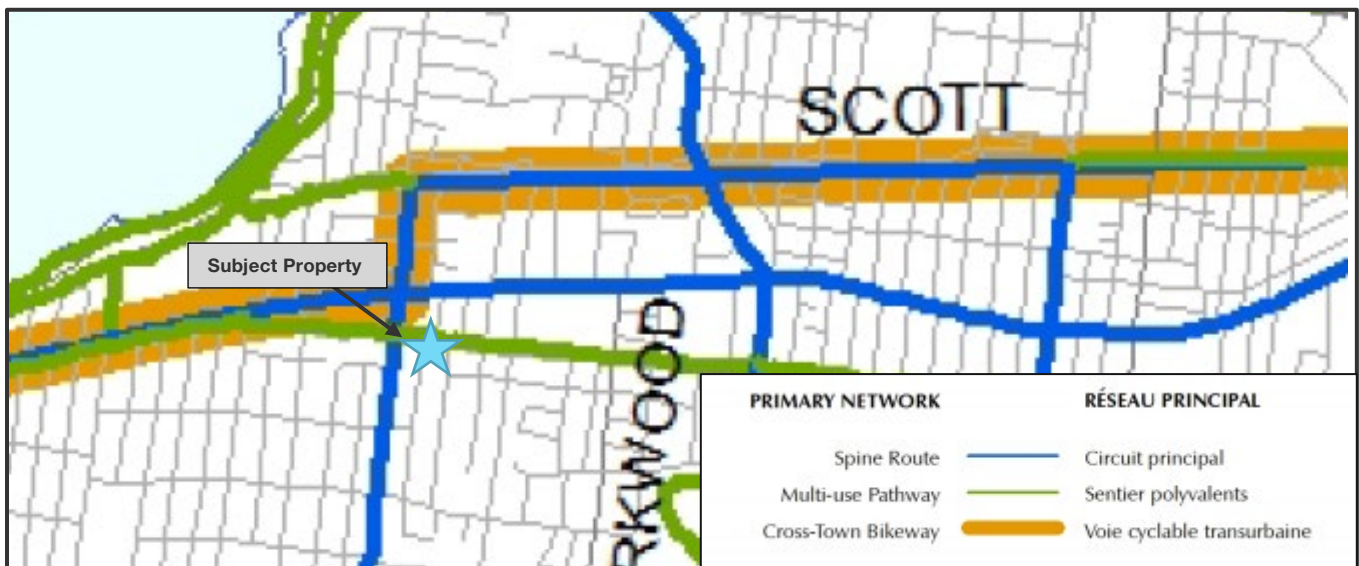 SCOTT
Subject Property
RKWOOD
PRIMARY NETWORK RÉSEAU PRINCIPAL
Spine Route Circuit principal
Multi-use Pathway Sentier polyvalents
Cross-Town Bikeway Voie cyclable transurbaine